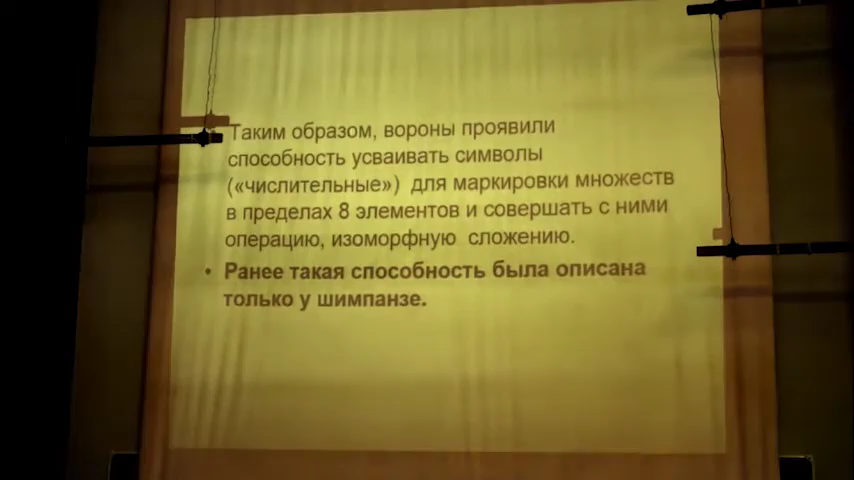 Таким образом, вороны проявили
способность усваивать символы
(«числительные») для маркировки множеств
в пределах 8 элементов и совершать с ними
операцию, изоморфную сложению.
• Ранее такая способность была описана
только у шимпанзе.